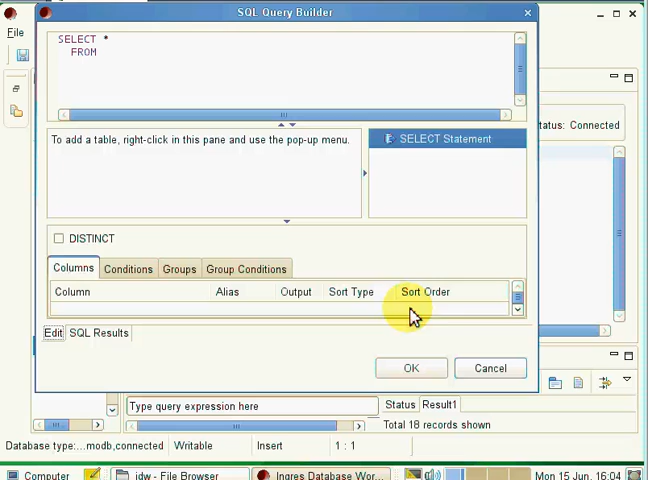 SQL Query Builder
File
SELECT *
FROM
To add a table, right-click in this pane and use the pop-up menu.
SELECT Statement
tatus: Connected
DISTINCT
Columns Conditions Groups Group Conditions
Column Alias Output Sort Type Sort Order
Edit SQL Results
OK Cancel
Type query expression here
Status Result1
Total 18 records shown
Database type:...modb,connected Writable Insert 1 : 1
Computer idw - File Browser Ingres Database Wor... Mon 15 Jun, 16:04